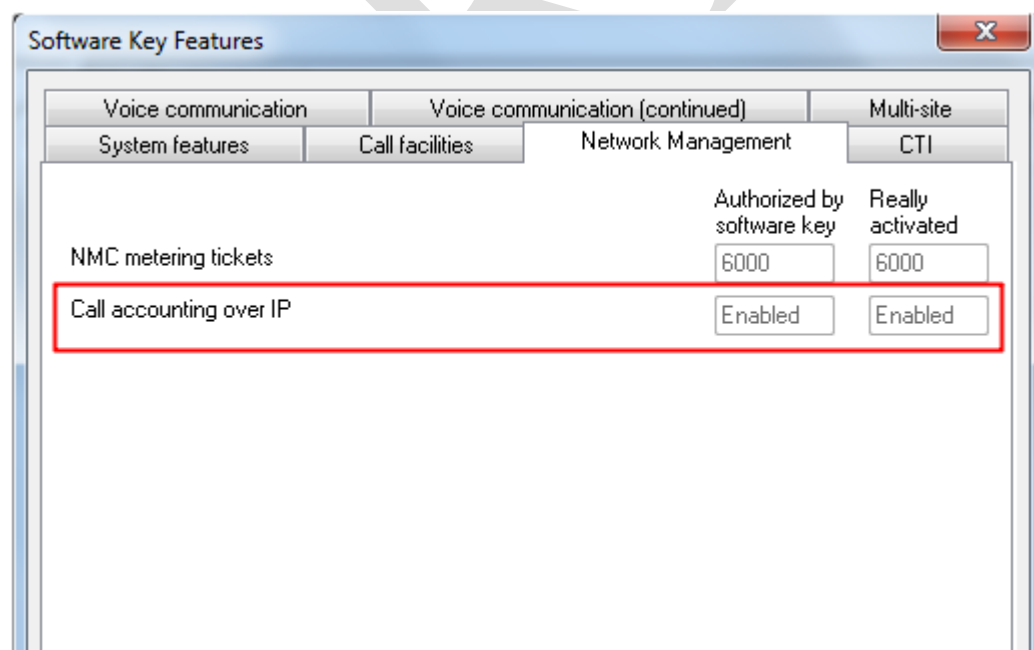 Software Key Features
x
Voice communication
Voice communication (continued)
Multi-site
System features
Call facilities
Network Management
CTI
Authorized by
software key
Really
activated
NMC metering tickets
6000
6000
Call accounting over IP
Enabled
Enabled